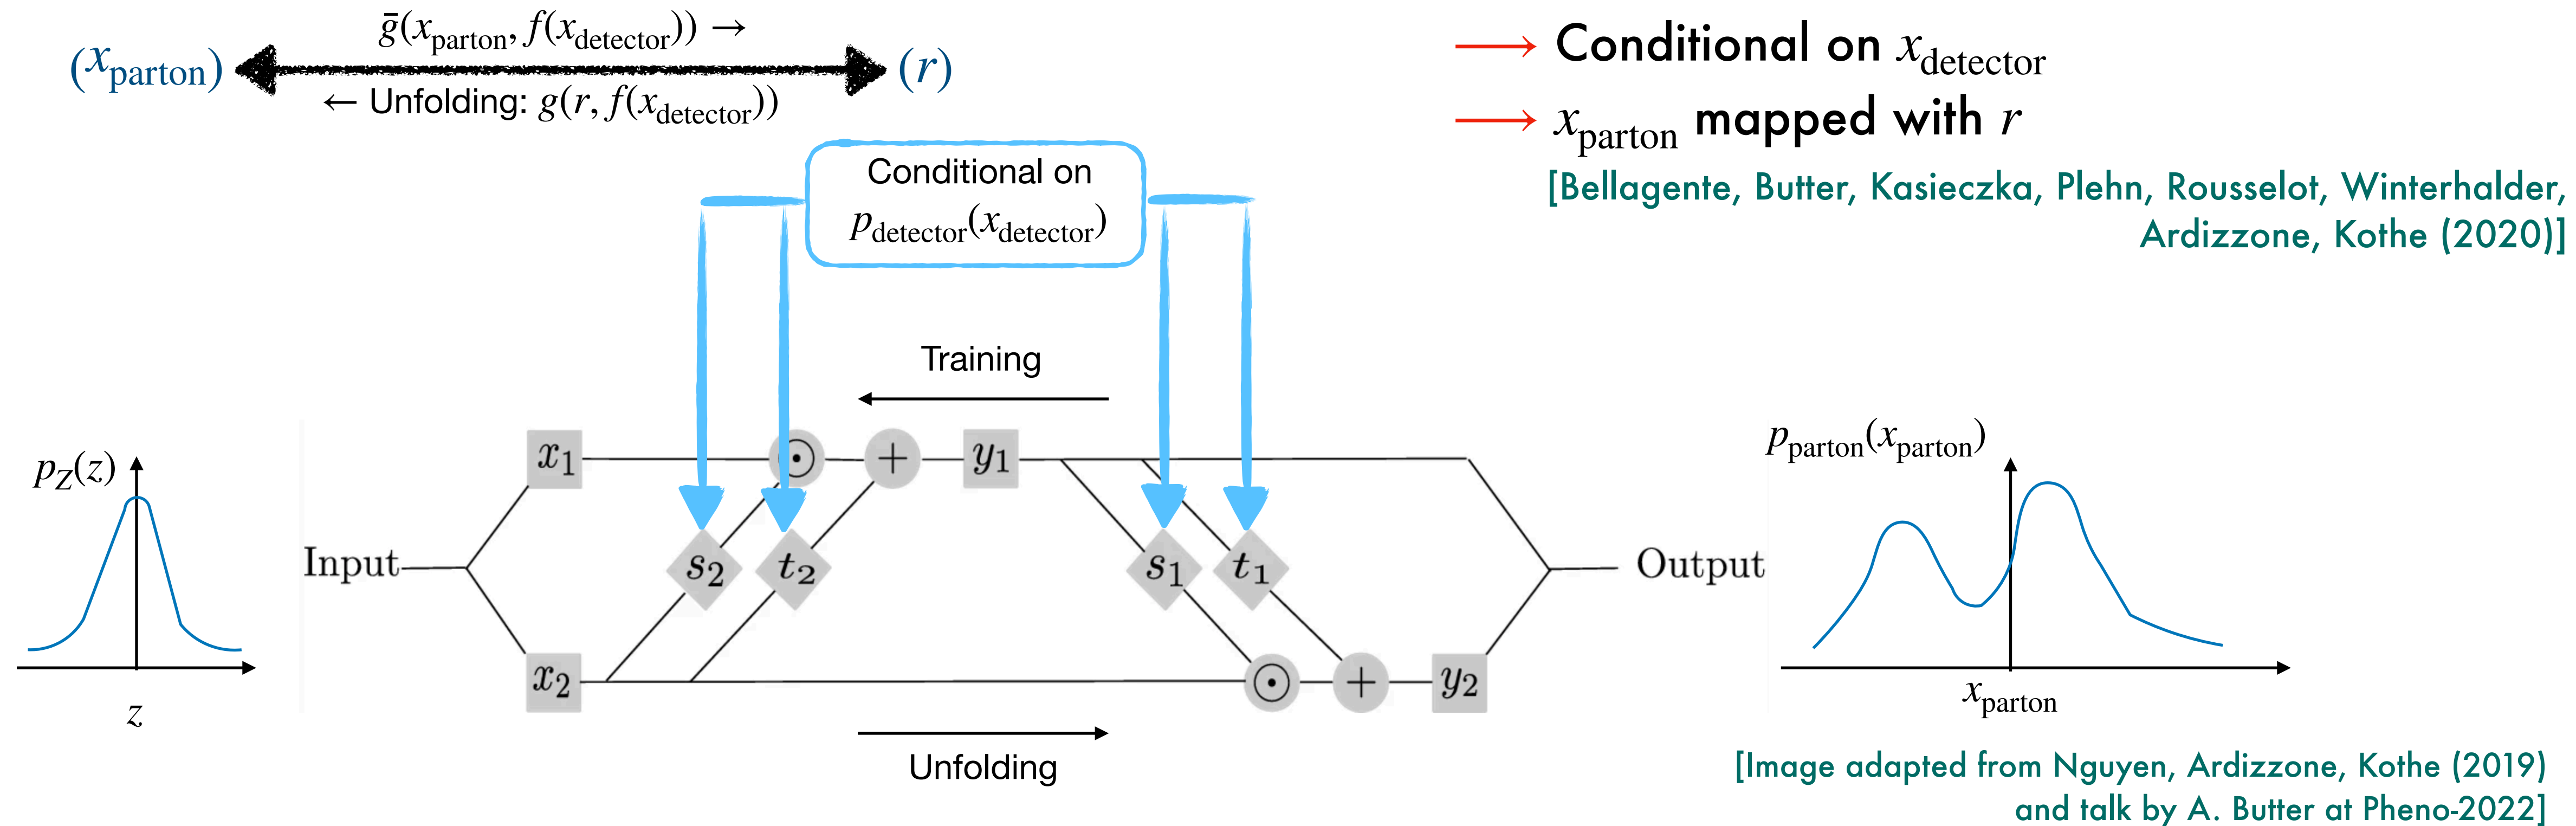 ḡ(x_parton, f(x_detector)) →
(x_parton) (r)
← Unfolding: g(r, f(x_detector))
→ Conditional on x_detector
→ x_parton mapped with r
[Bellagente, Butter, Kasieczka, Plehn, Rousselot, Winterhalder,
Ardizzone, Kothe (2020)]
Conditional on
p_detector(x_detector)
Training
p_Z(z)
z
Input
x_1 ⊙ + y_1
s_2 t_2 s_1 t_1
x_2 ⊙ + y_2
Output
Unfolding
p_parton(x_parton)
x_parton
[Image adapted from Nguyen, Ardizzone, Kothe (2019)
and talk by A. Butter at Pheno-2022]